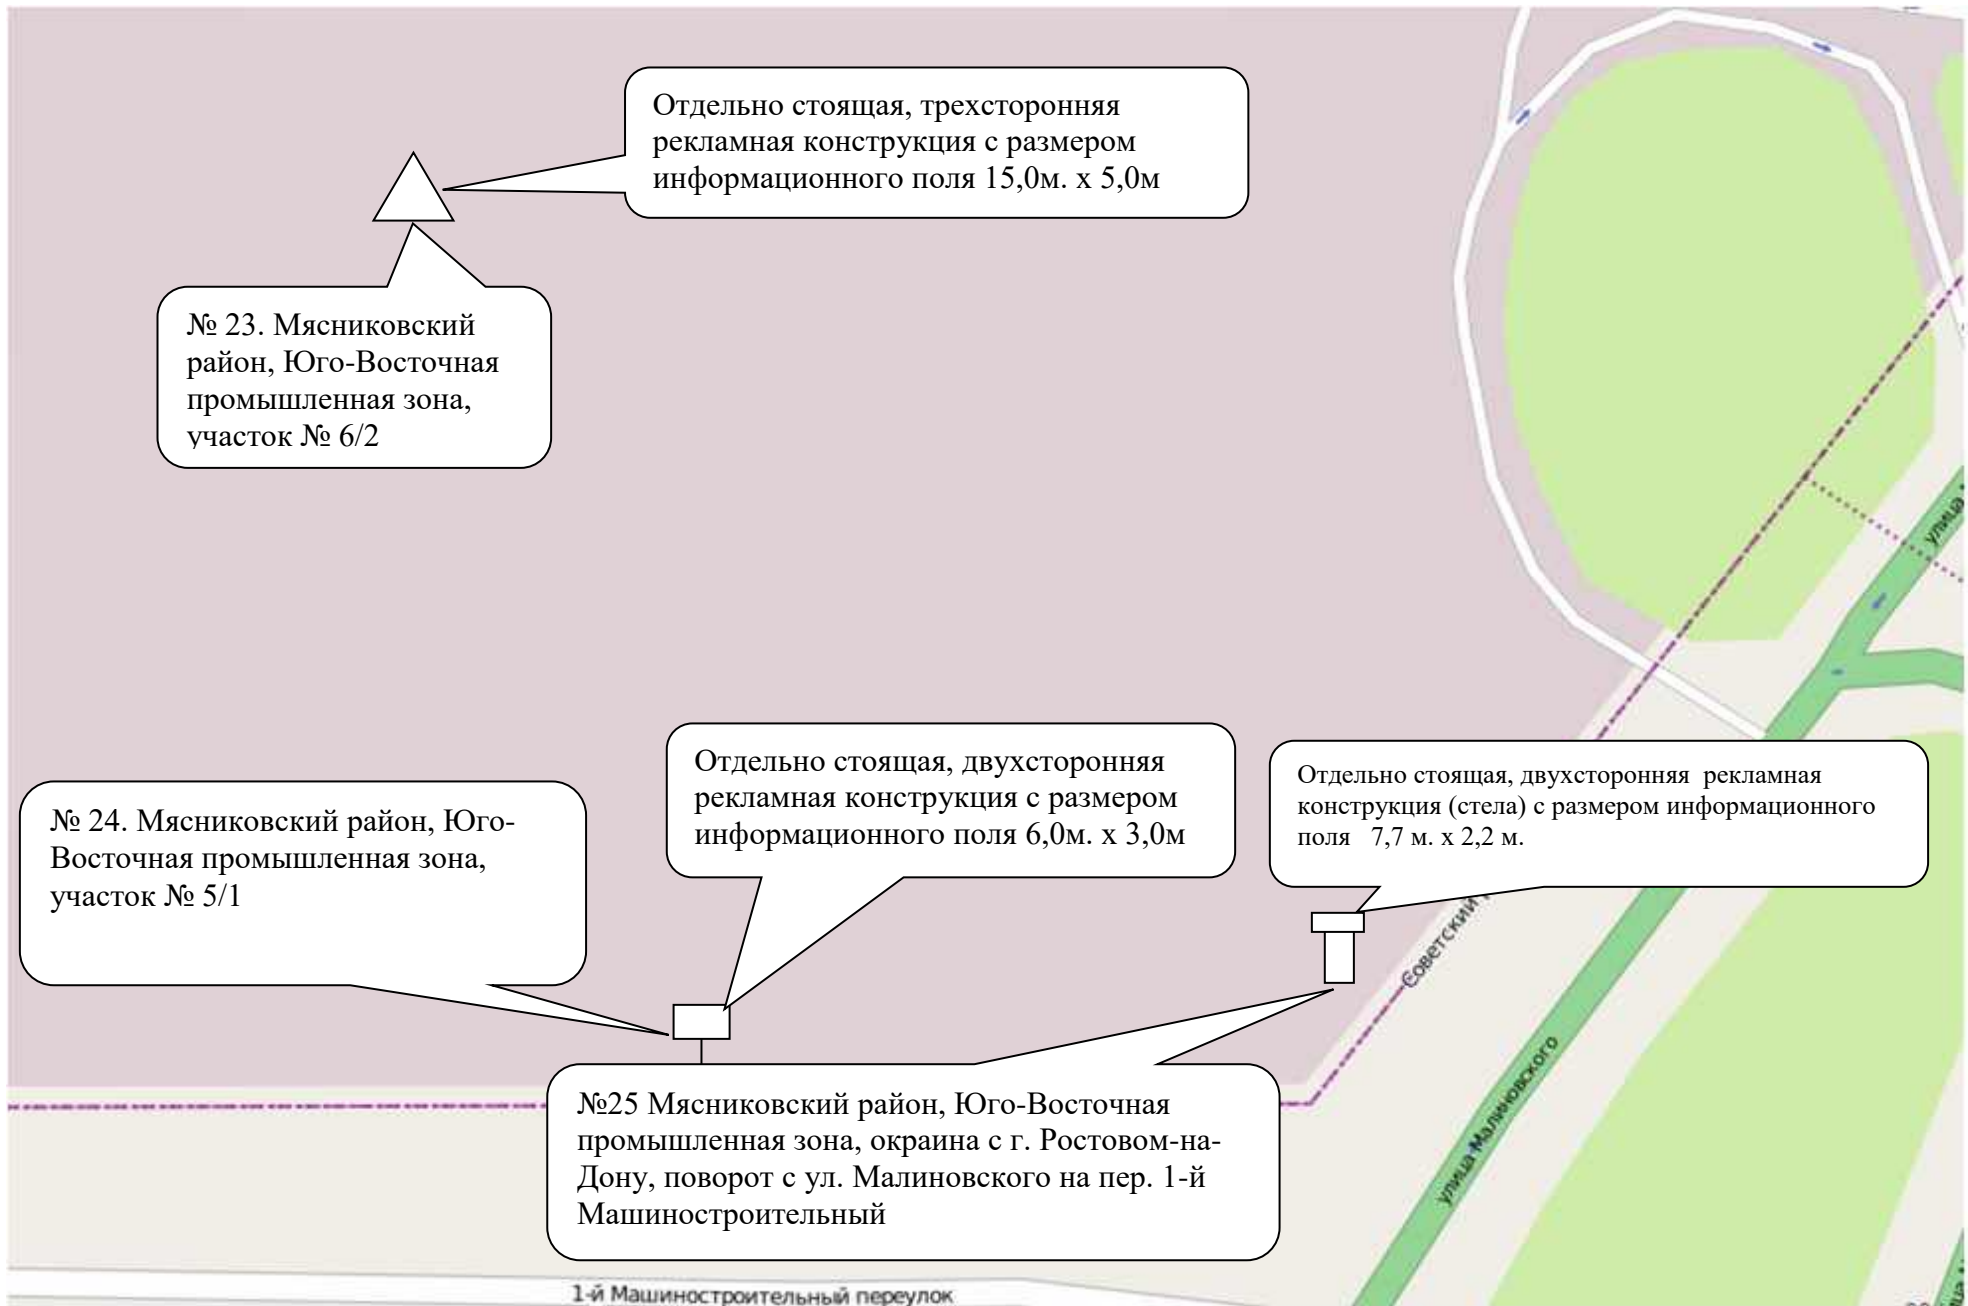 Отдельно стоящая, трехсторонняя
рекламная конструкция с размером
информационного поля 15,0м. х 5,0м
№ 23. Мясниковский
район, Юго-Восточная
промышленная зона,
участок № 6/2
улица
Отдельно стоящая, двухсторонняя
рекламная конструкция с размером
информационного поля 6,0м. х 3,0м
Отдельно стоящая, двухсторонняя рекламная
конструкция (стела) с размером информационного
поля 7,7 м. х 2,2 м.
№ 24. Мясниковский район, Юго-
Восточная промышленная зона,
участок № 5/1
Советский
улица Малиновского
№25 Мясниковский район, Юго-Восточная
промышленная зона, окраина с г. Ростовом-на-
Дону, поворот с ул. Малиновского на пер. 1-й
Машиностроительный
1-й Машиностроительный переулок